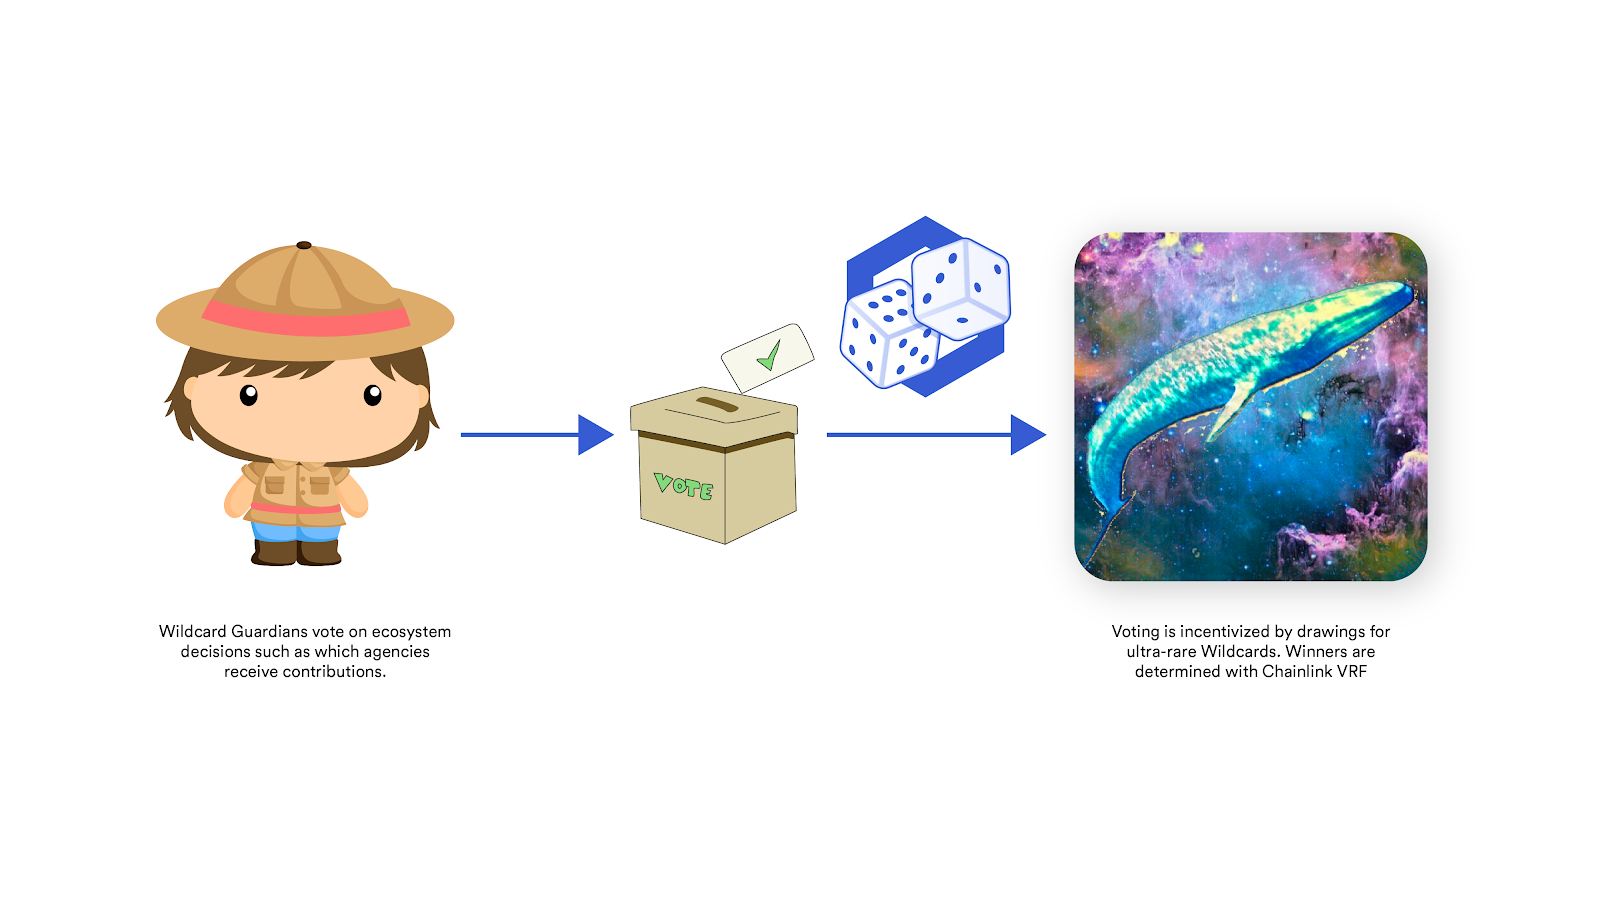 VOTE
Wildcard Guardians vote on ecosystem
decisions such as which agencies
receive contributions.
Voting is incentivized by drawings for
ultra-rare Wildcards. Winners are
determined with Chainlink VRF